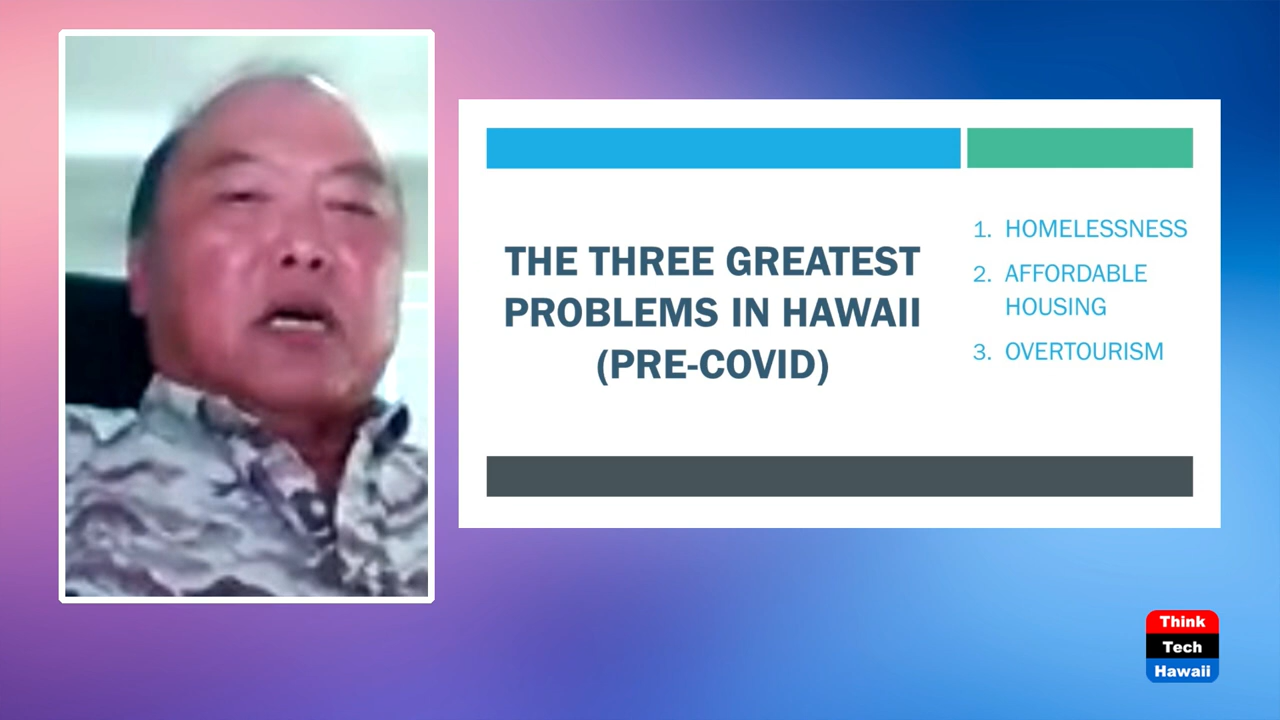 THE THREE GREATEST
PROBLEMS IN HAWAII
(PRE-COVID)
1. HOMELESSNESS
2. AFFORDABLE
HOUSING
3. OVERTOURISM
Think
Tech
Hawaii